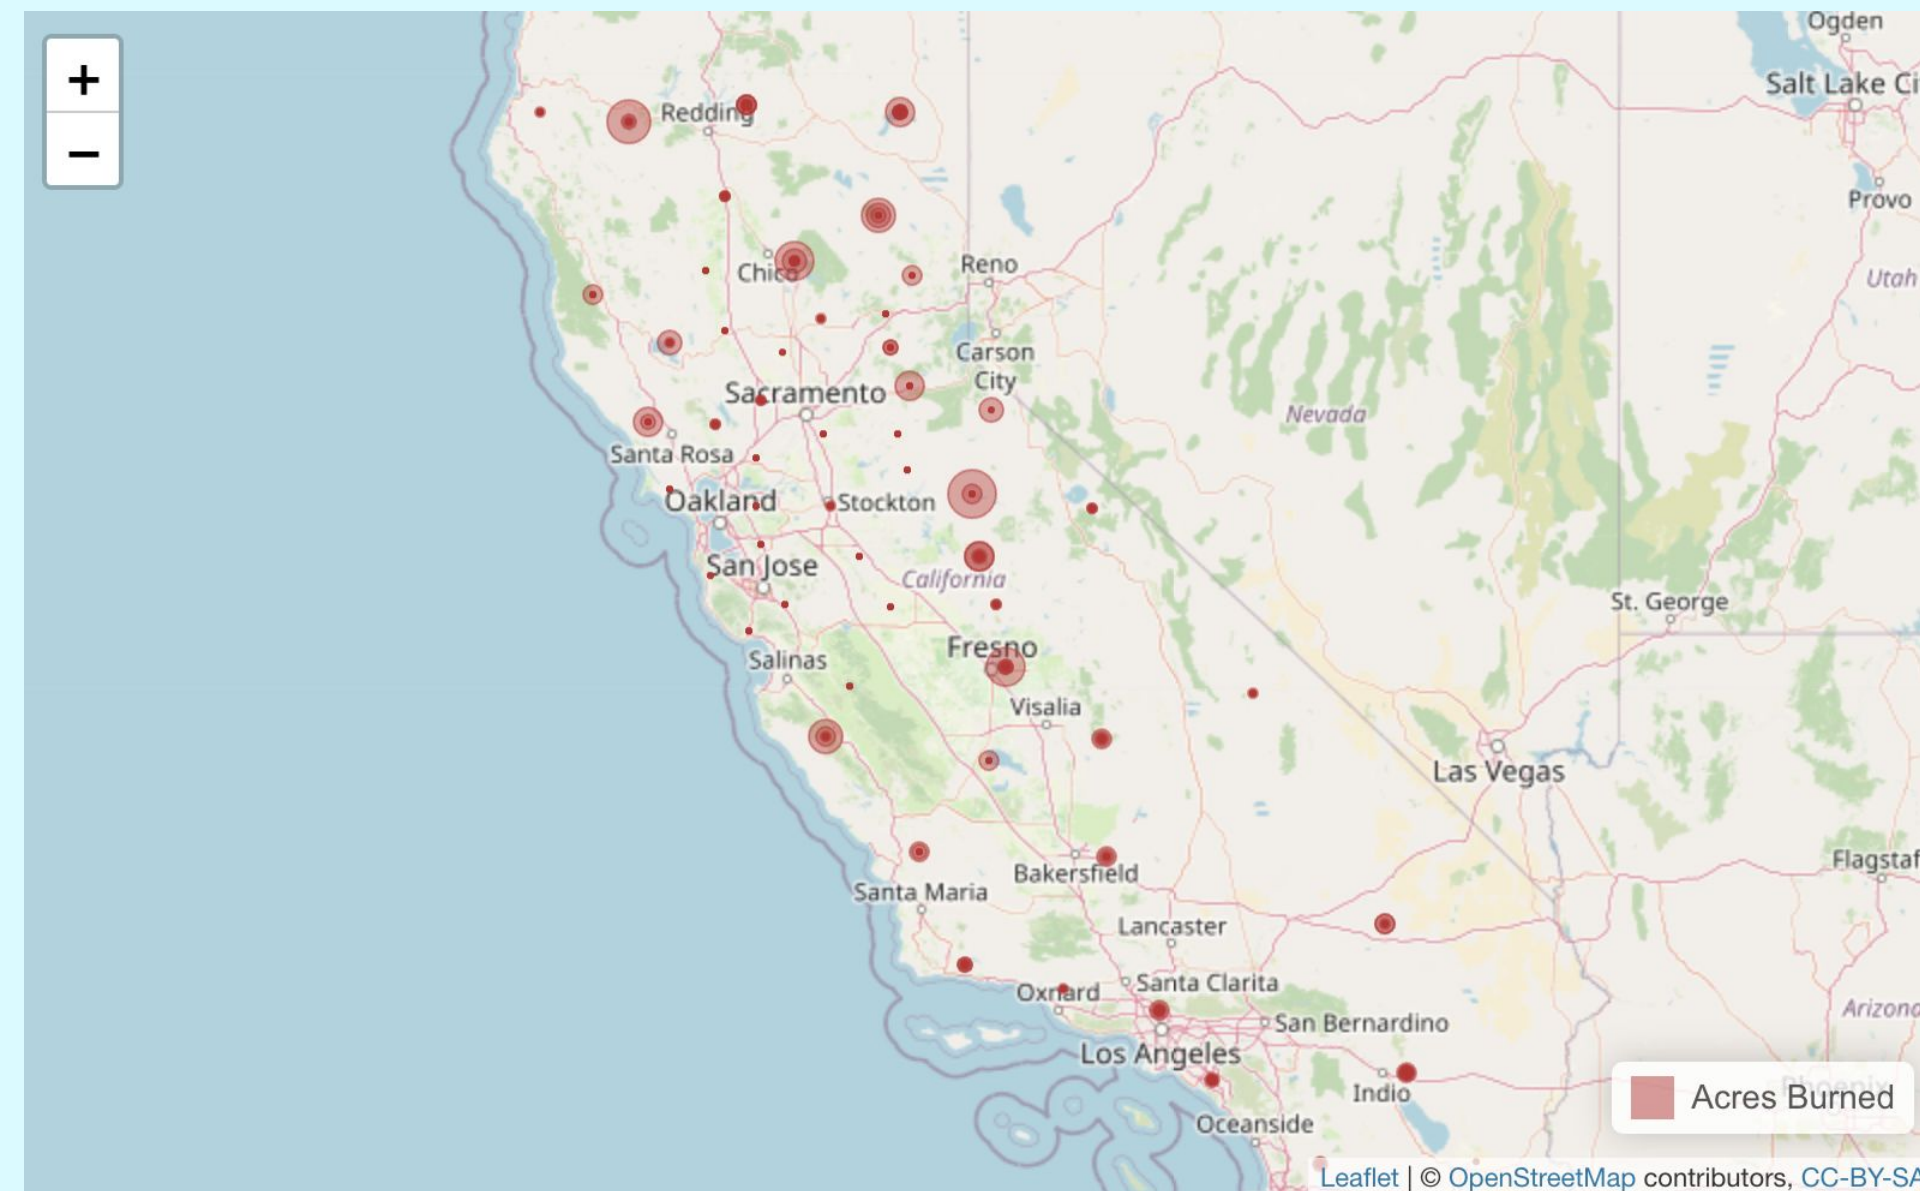 +
−
Ogden
Salt Lake Ci
Redding
Provo
Chico
Reno
Utah
Carson
City
Sacramento
Nevada
Santa Rosa
Oakland
Stockton
San Jose
California
St. George
Fresno
Salinas
Visalia
Las Vegas
Flagstaf
Bakersfield
Santa Maria
Lancaster
Santa Clarita
Oxnard
Arizona
San Bernardino
Los Angeles
Phoenix
Indio
Acres Burned
Oceanside
Leaflet | © OpenStreetMap contributors, CC-BY-SA